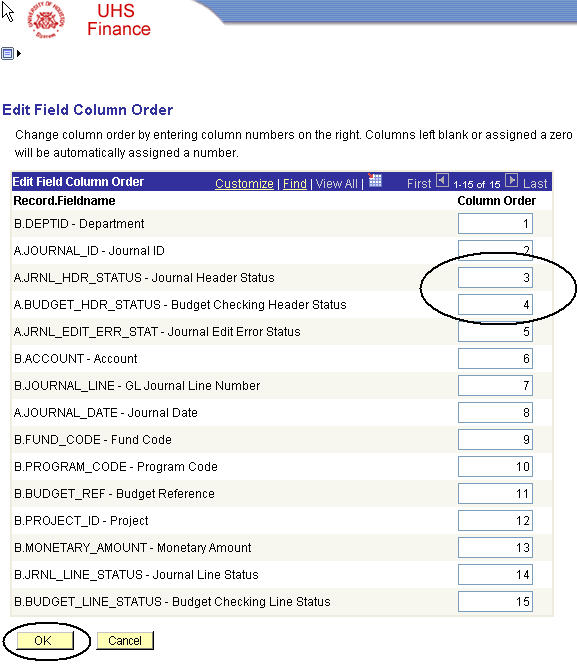 UNIVERSITY OF HOUSTON
System
UHS
Finance
Edit Field Column Order
Change column order by entering column numbers on the right. Columns left blank or assigned a zero
will be automatically assigned a number.
Edit Field Column Order Customize | Find | View All | First 1-15 of 15 Last
Record.Fieldname Column Order
B.DEPTID - Department 1
A.JOURNAL_ID - Journal ID 2
A.JRNL_HDR_STATUS - Journal Header Status 3
A.BUDGET_HDR_STATUS - Budget Checking Header Status 4
A.JRNL_EDIT_ERR_STAT - Journal Edit Error Status 5
B.ACCOUNT - Account 6
B.JOURNAL_LINE - GL Journal Line Number 7
A.JOURNAL_DATE - Journal Date 8
B.FUND_CODE - Fund Code 9
B.PROGRAM_CODE - Program Code 10
B.BUDGET_REF - Budget Reference 11
B.PROJECT_ID - Project 12
B.MONETARY_AMOUNT - Monetary Amount 13
B.JRNL_LINE_STATUS - Journal Line Status 14
B.BUDGET_LINE_STATUS - Budget Checking Line Status 15
OK Cancel